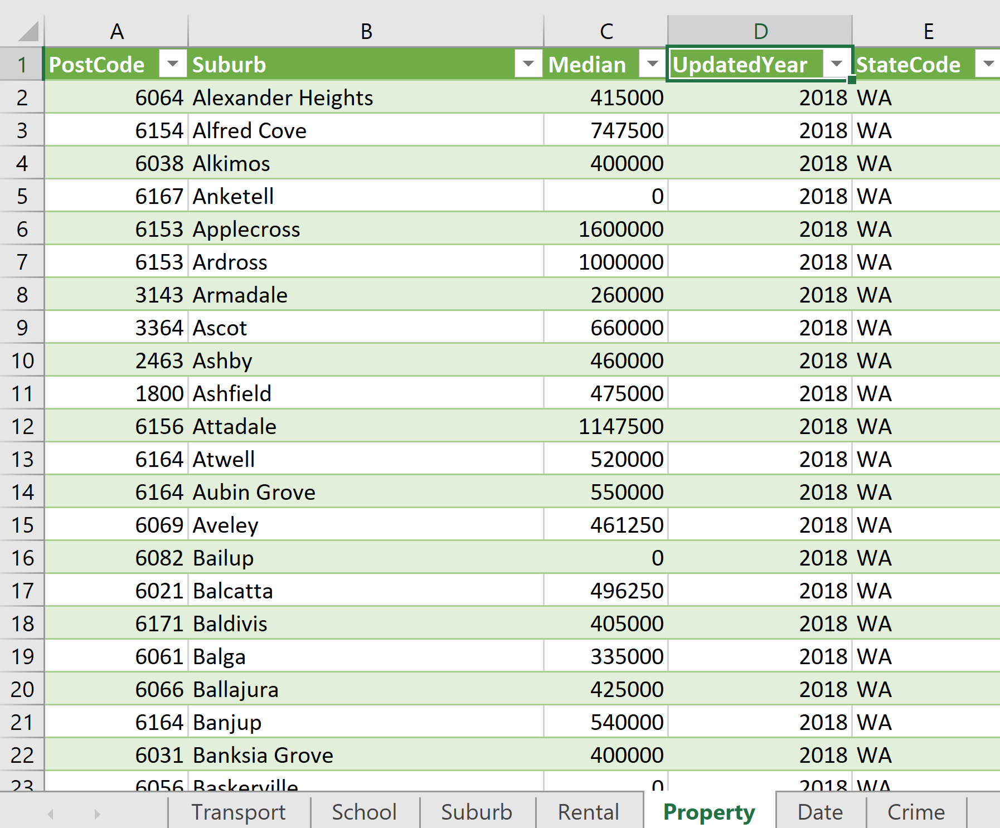 A B C D E
1 PostCode Suburb Median UpdatedYear StateCode
2 6064 Alexander Heights 415000 2018 WA
3 6154 Alfred Cove 747500 2018 WA
4 6038 Alkimos 400000 2018 WA
5 6167 Anketell 0 2018 WA
6 6153 Applecross 1600000 2018 WA
7 6153 Ardross 1000000 2018 WA
8 3143 Armadale 260000 2018 WA
9 3364 Ascot 660000 2018 WA
10 2463 Ashby 460000 2018 WA
11 1800 Ashfield 475000 2018 WA
12 6156 Attadale 1147500 2018 WA
13 6164 Atwell 520000 2018 WA
14 6164 Aubin Grove 550000 2018 WA
15 6069 Aveley 461250 2018 WA
16 6082 Bailup 0 2018 WA
17 6021 Balcatta 496250 2018 WA
18 6171 Baldivis 405000 2018 WA
19 6061 Balga 335000 2018 WA
20 6066 Ballajura 425000 2018 WA
21 6164 Banjup 540000 2018 WA
22 6031 Banksia Grove 400000 2018 WA
23 6056 Baskerville 0 2018 WA
Transport School Suburb Rental Property Date Crime